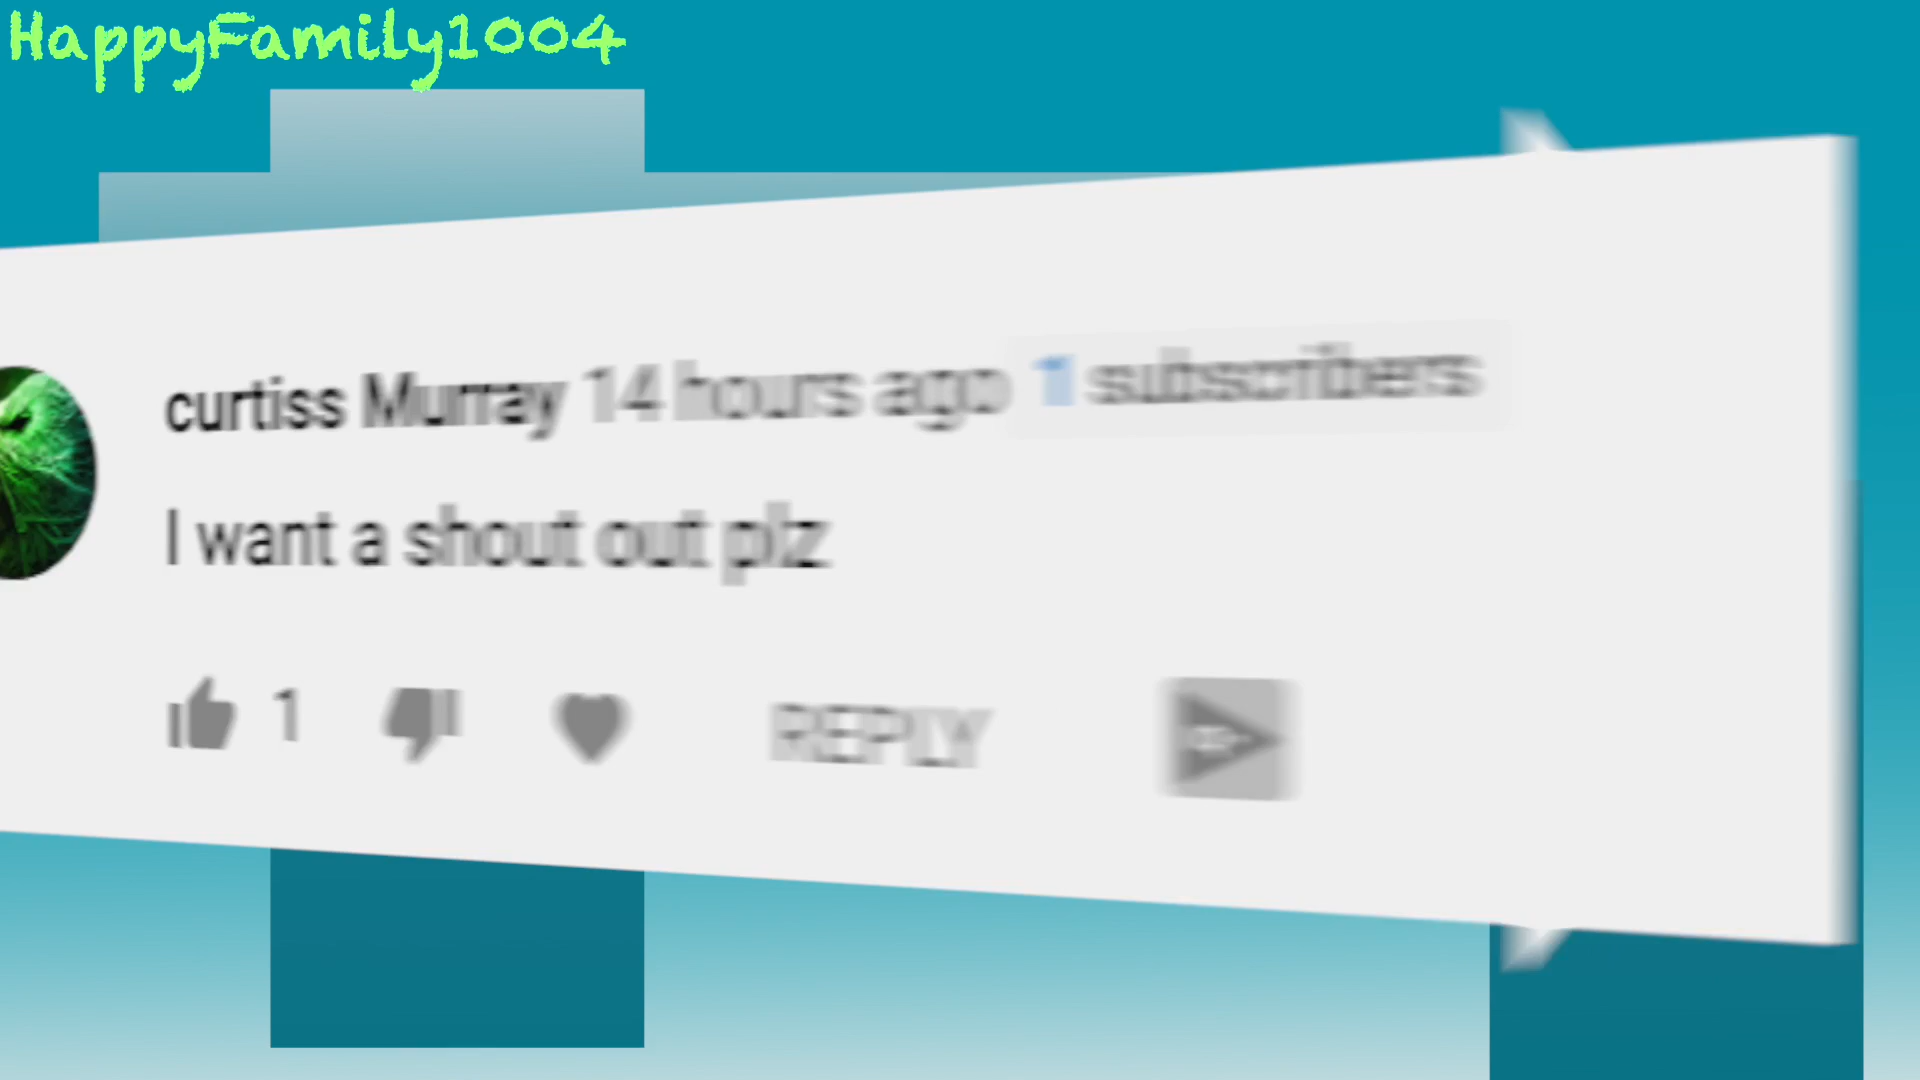 HappyFamily1004
curtiss Murray 14 hours ago 1 subscribers
I want a shout out plz
1 REPLY